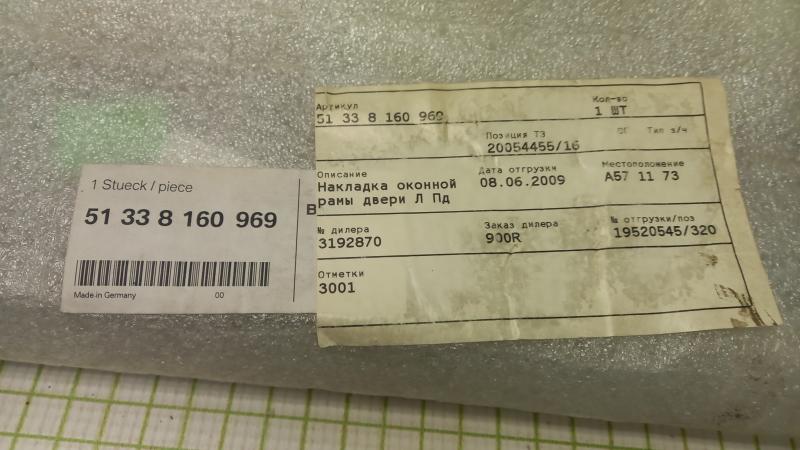 1 Stueck / piece
51 33 8 160 969
B
Made in Germany 00
Артикул Кол-во
51 33 8 160 969 1 ШТ
Позиция ТЗ Тип з/ч
20054455/16
Описание Дата отгрузки Местоположение
Накладка оконной 08.06.2009 A57 11 73
рамы двери Л Пд
№ дилера Заказ дилера № отгрузки/поз
3192870 900R 19520545/320
Отметки
3001